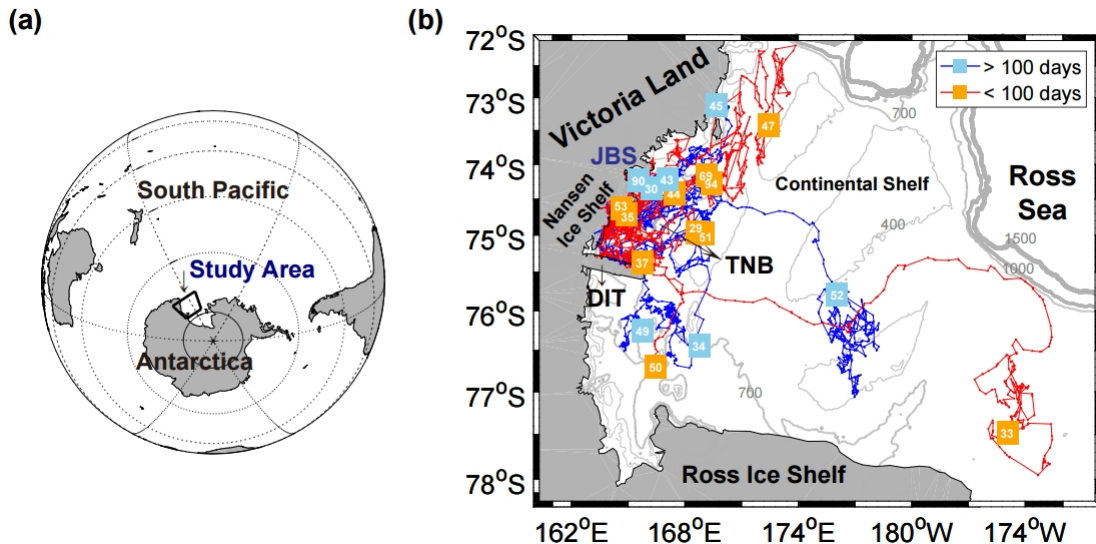 (a)
South Pacific
Study Area
Antarctica
(b)
72°S
73°S
74°S
75°S
76°S
77°S
78°S
162°E
168°E
174°E
180°W
174°W
> 100 days
< 100 days
Victoria Land
JBS
Nansen
Ice Shelf
Continental Shelf
Ross
Sea
TNB
DIT
Ross Ice Shelf
700
400
1500
1000
700
45
47
90
30
43
44
69
94
53
35
29
51
37
52
49
34
50
33